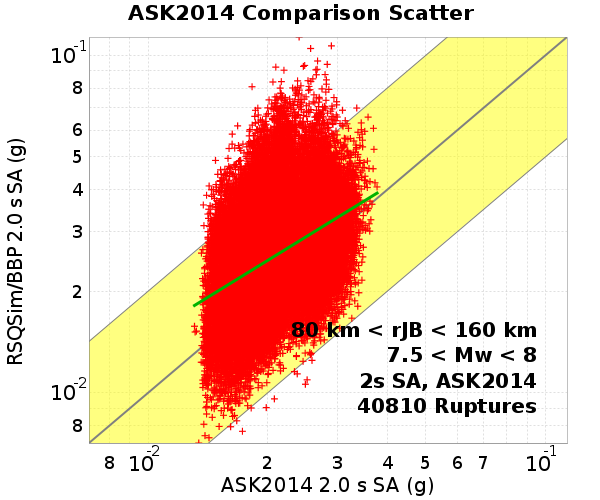 ASK2014 Comparison Scatter
RSQSim/BBP 2.0 s SA (g)
10⁻¹
8
6
5
4
3
2
10⁻²
8
80 km < rJB < 160 km
7.5 < Mw < 8
2s SA, ASK2014
40810 Ruptures
8 10⁻² 2 3 4 5 6 7 10⁻¹
ASK2014 2.0 s SA (g)